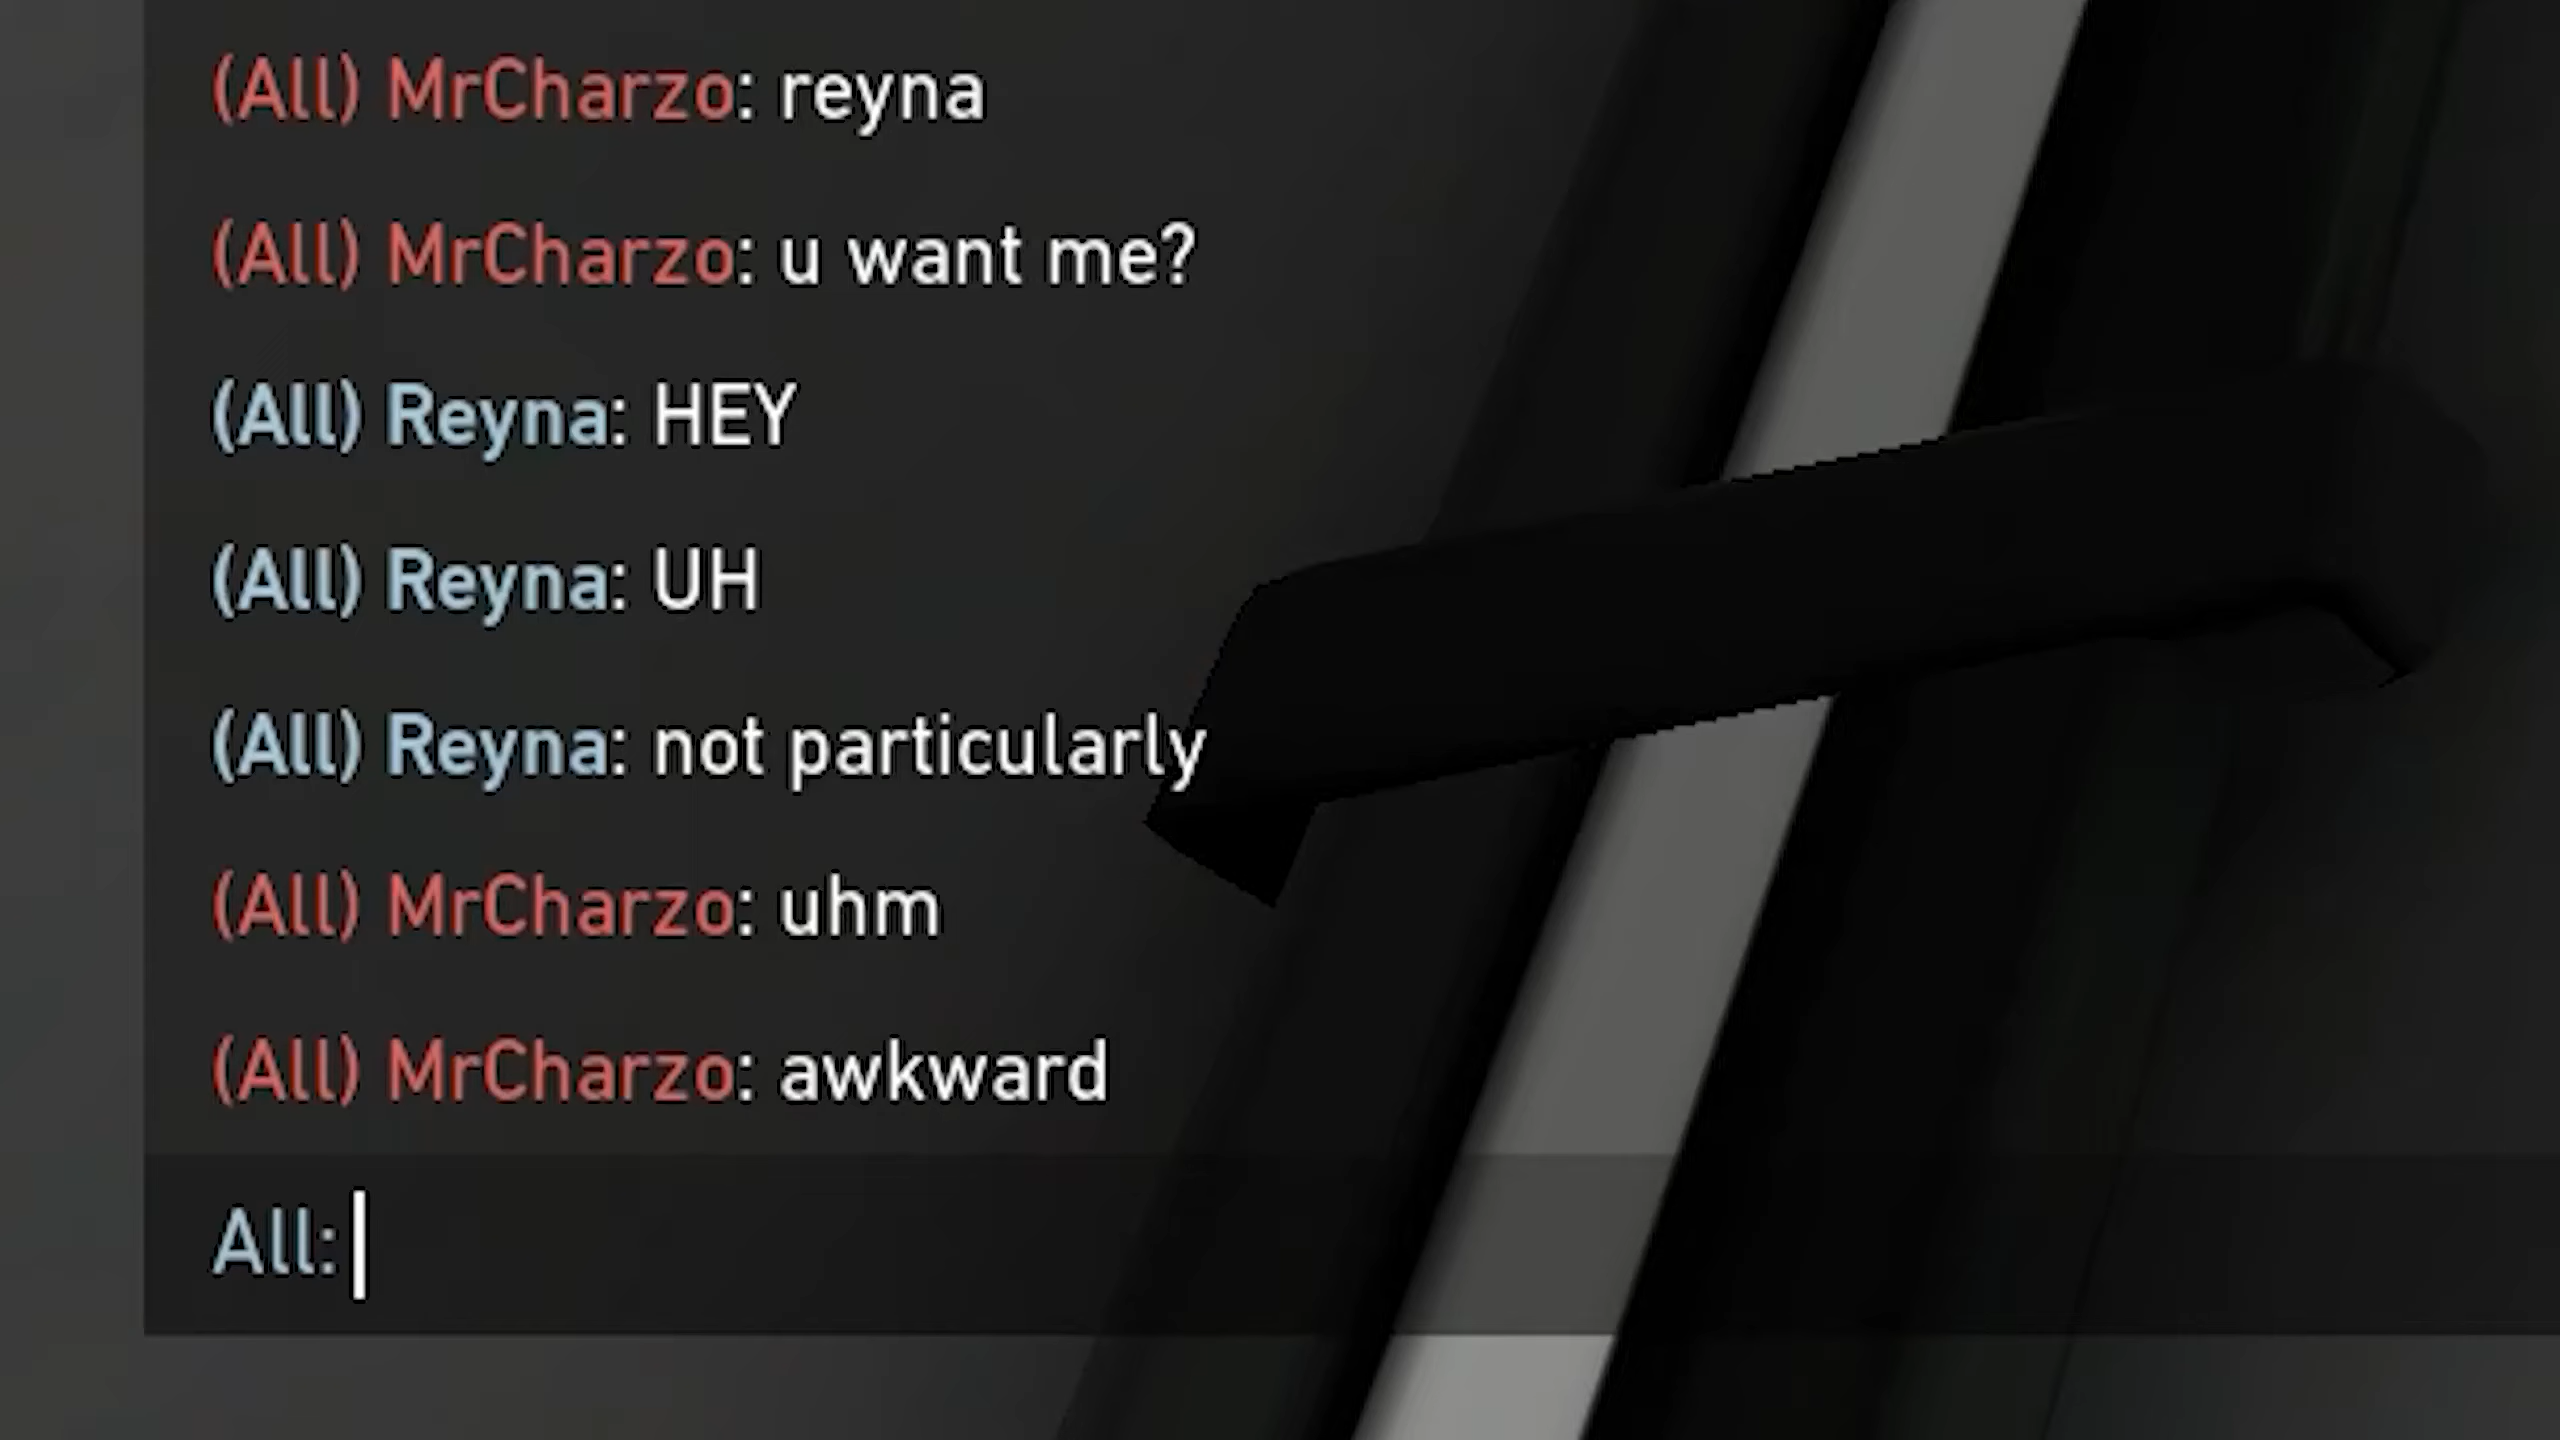 (All) MrCharzo: reyna
(All) MrCharzo: u want me?
(All) Reyna: HEY
(All) Reyna: UH
(All) Reyna: not particularly
(All) MrCharzo: uhm
(All) MrCharzo: awkward
All: